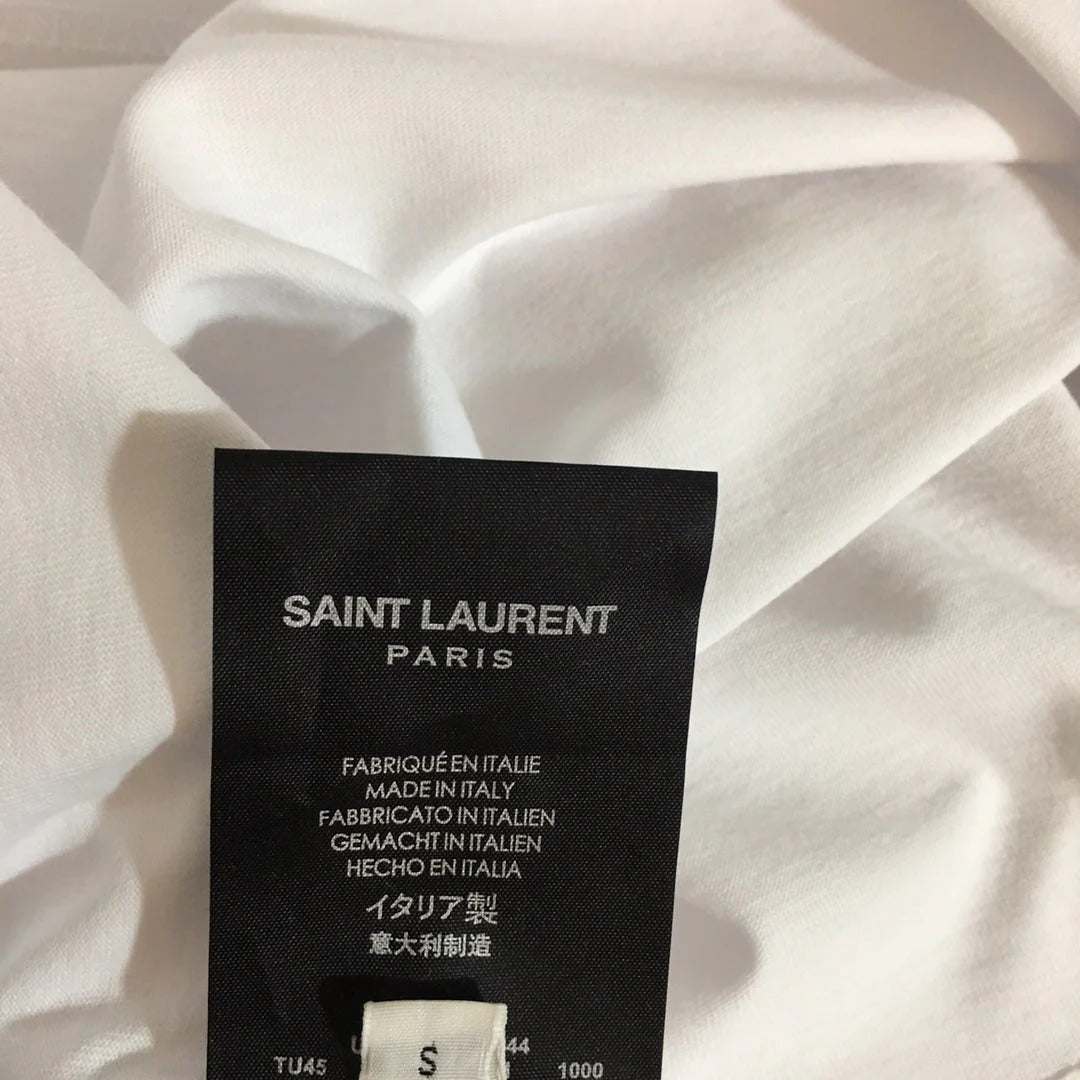 SAINT LAURENT
PARIS
FABRIQUÉ EN ITALIE
MADE IN ITALY
FABBRICATO IN ITALIEN
GEMACHT IN ITALIEN
HECHO EN ITALIA
イタリア製
意大利制造
44
TU45 1000
S